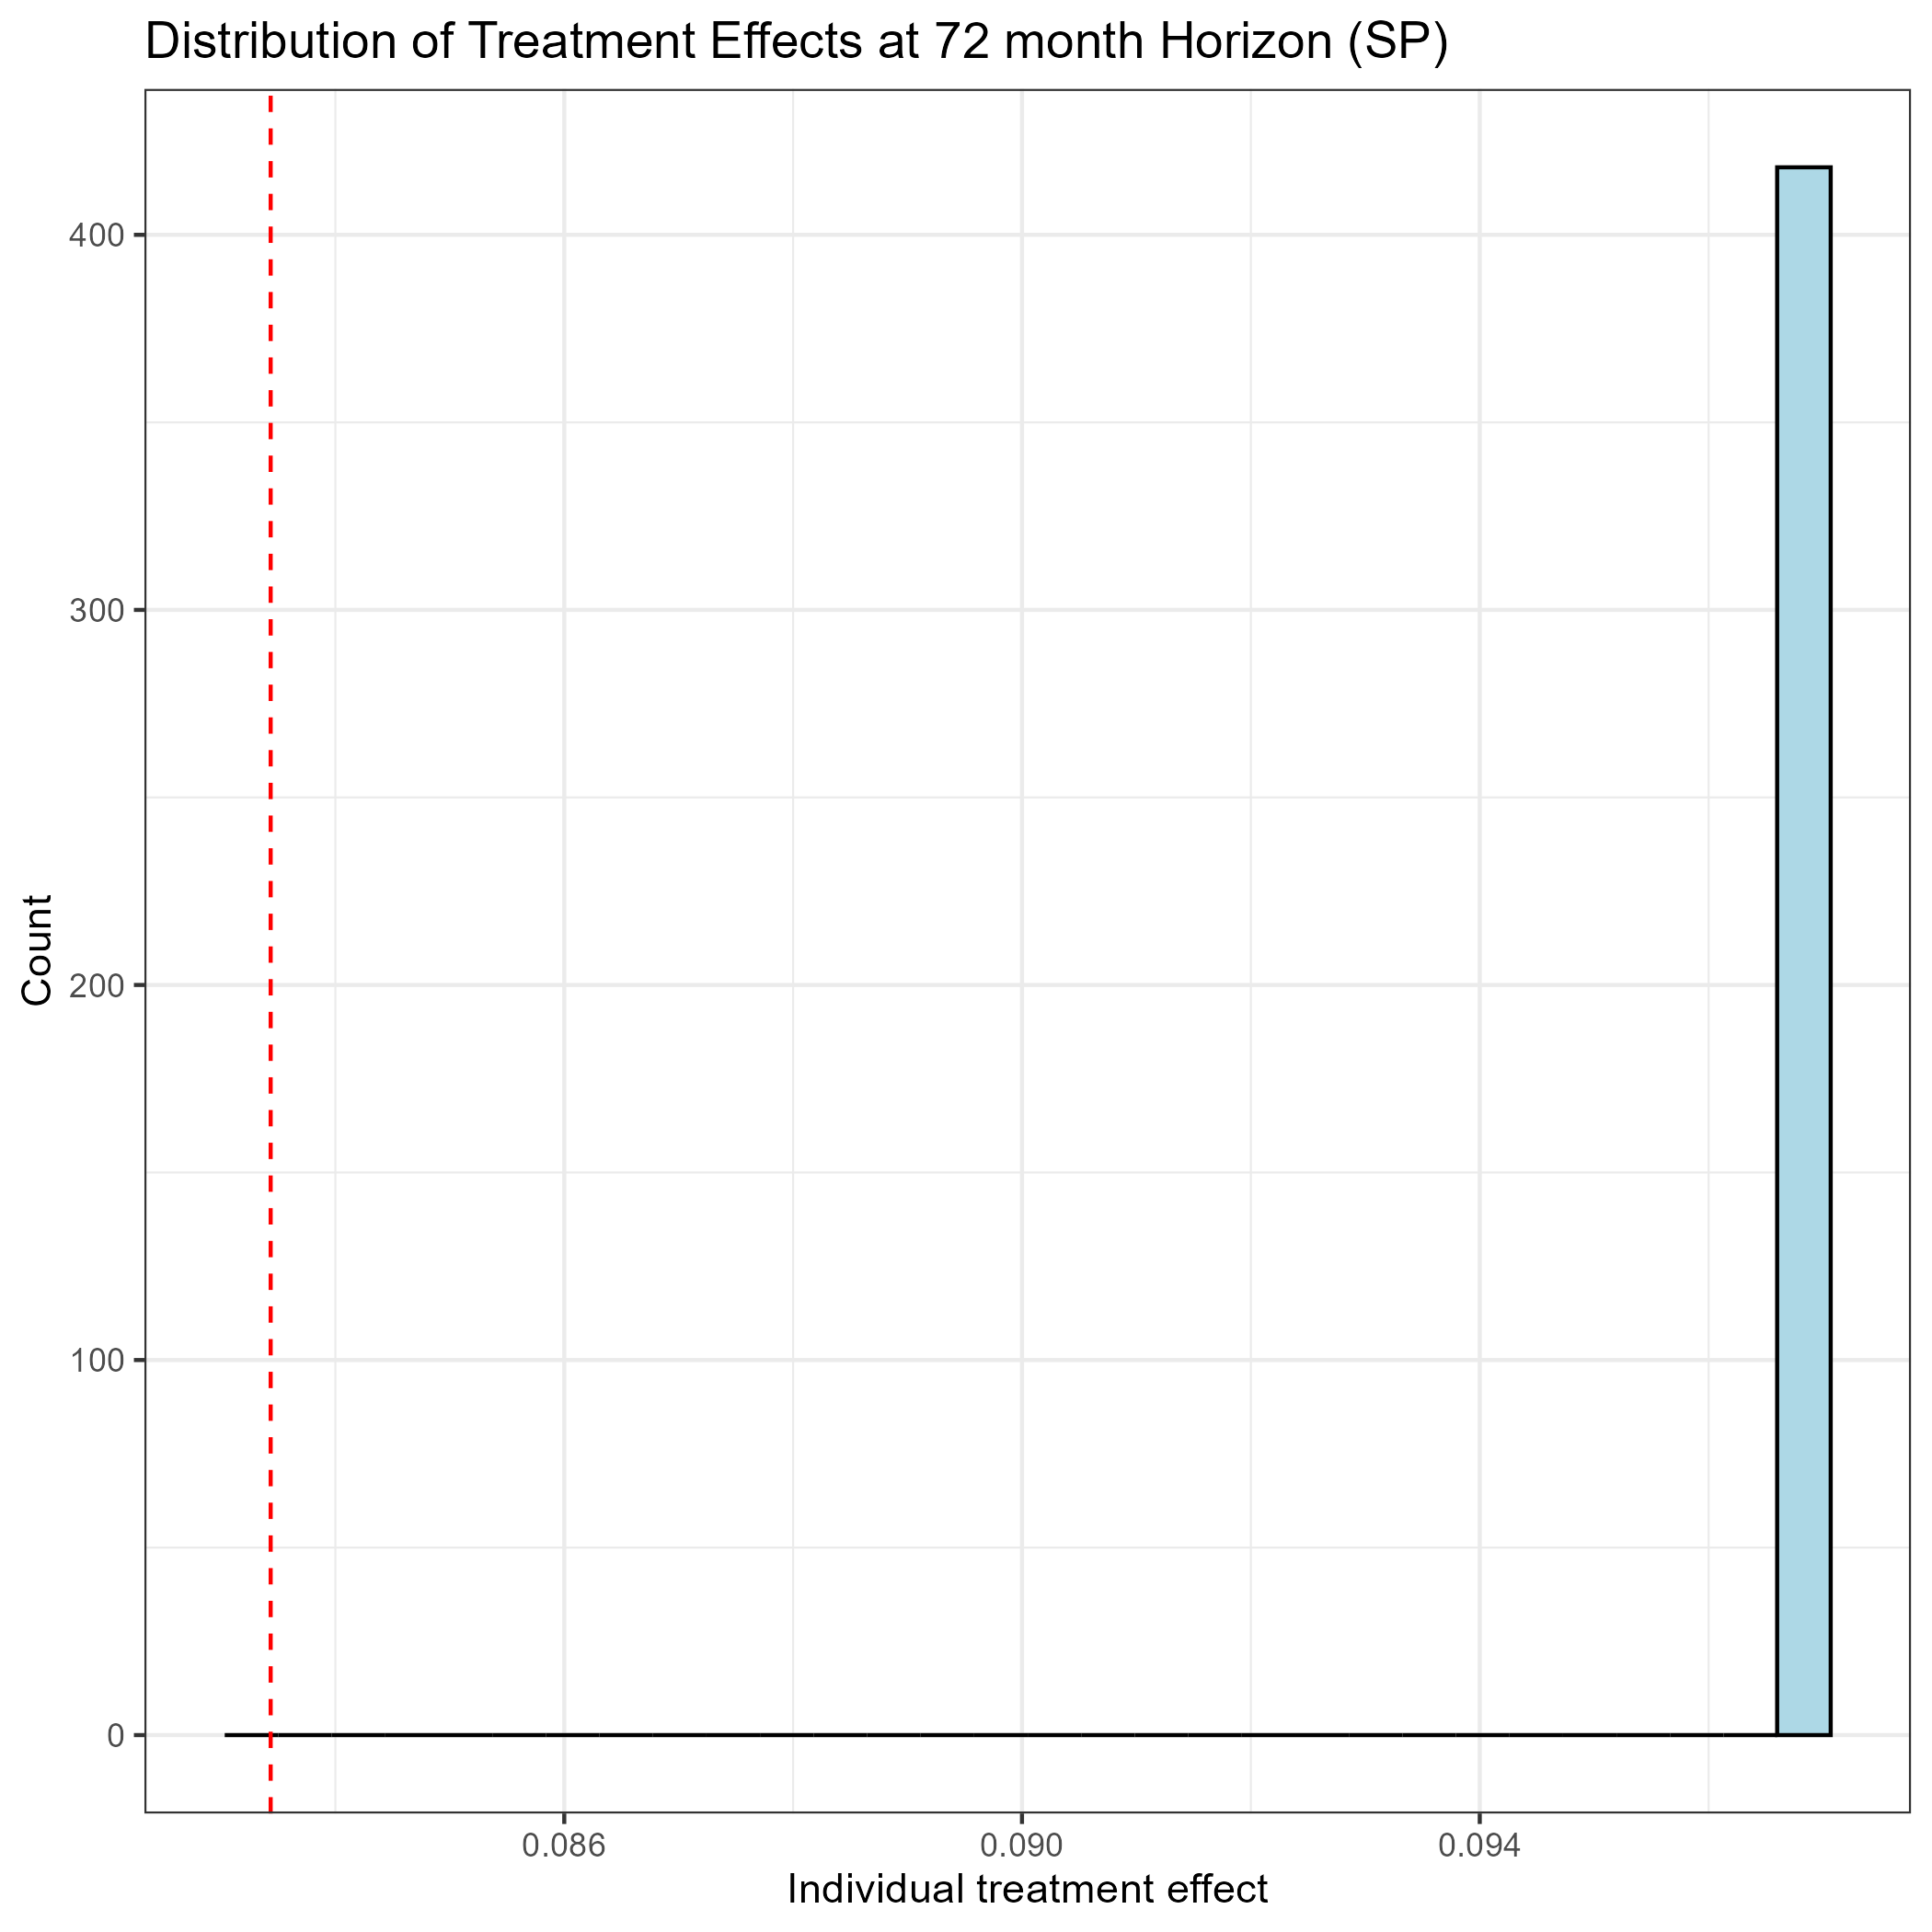 Distribution of Treatment Effects at 72 month Horizon (SP)
Count
400
300
200
100
0
0.086 0.090 0.094
Individual treatment effect